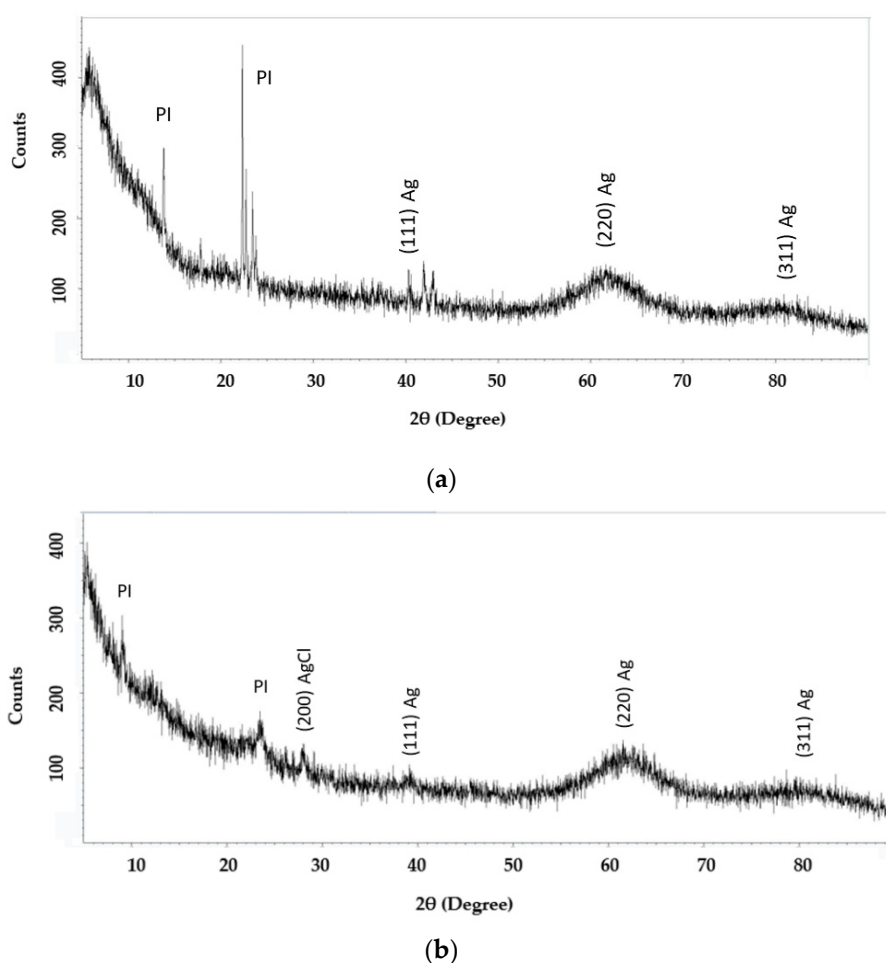 400
300
200
100
Counts
PI
PI
(111) Ag
(220) Ag
(311) Ag
10 20 30 40 50 60 70 80
2θ (Degree)
(a)
400
300
200
100
Counts
PI
PI
(200) AgCl
(111) Ag
(220) Ag
(311) Ag
10 20 30 40 50 60 70 80
2θ (Degree)
(b)